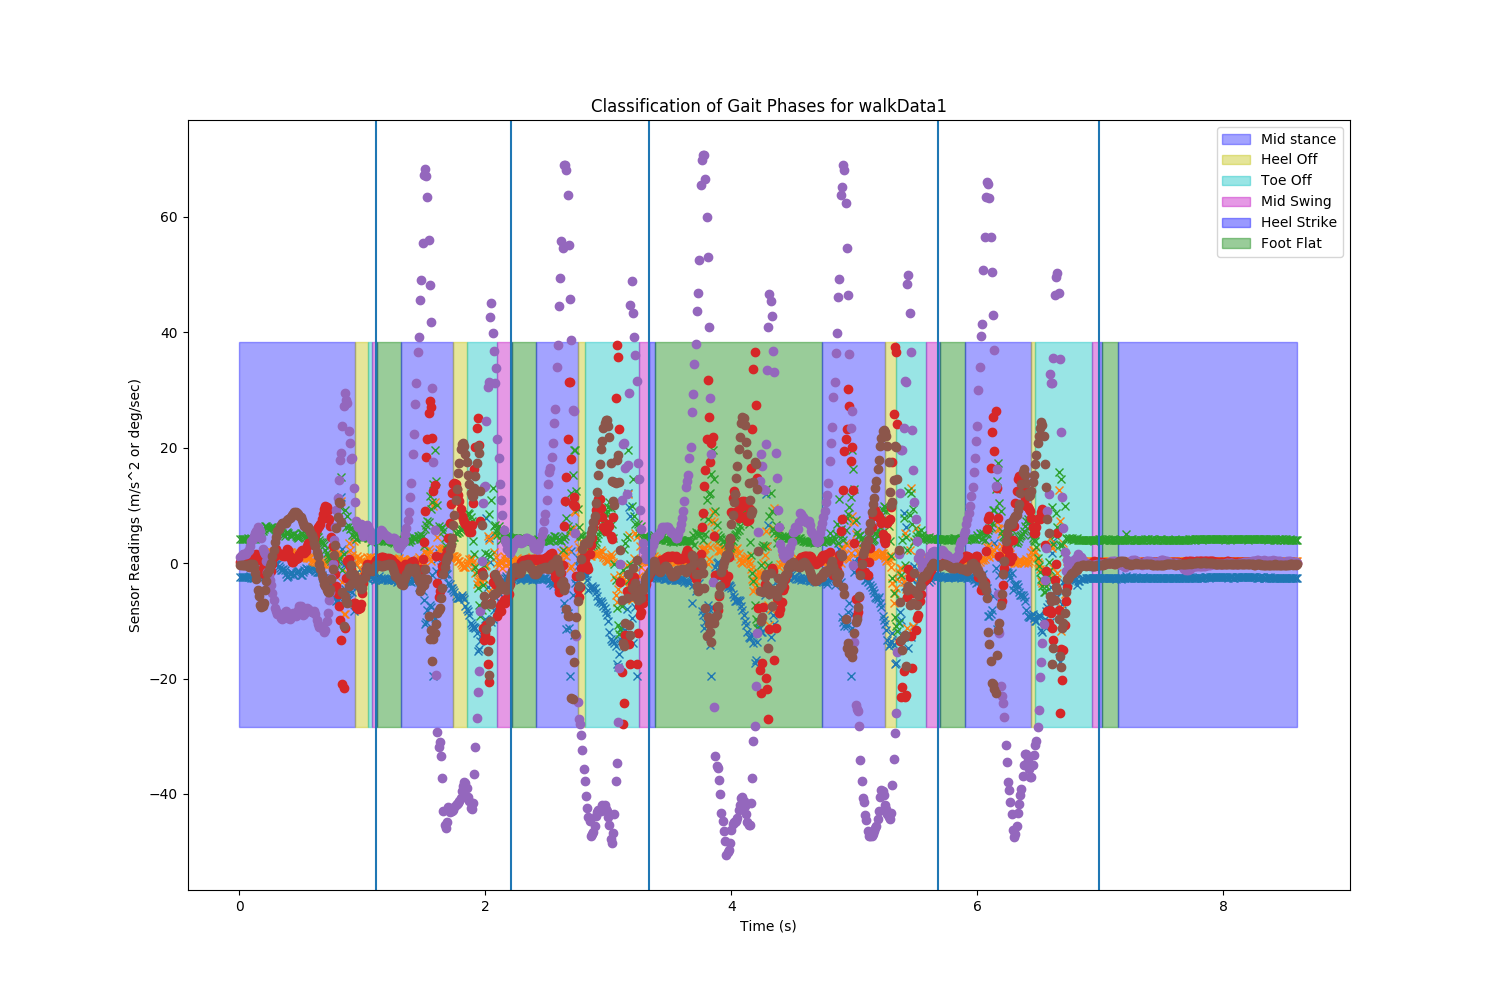 Classification of Gait Phases for walkData1
Mid stance
Heel Off
Toe Off
Mid Swing
Heel Strike
Foot Flat
60
40
20
0
−20
−40
Sensor Readings (m/s^2 or deg/sec)
0
2
4
6
8
Time (s)